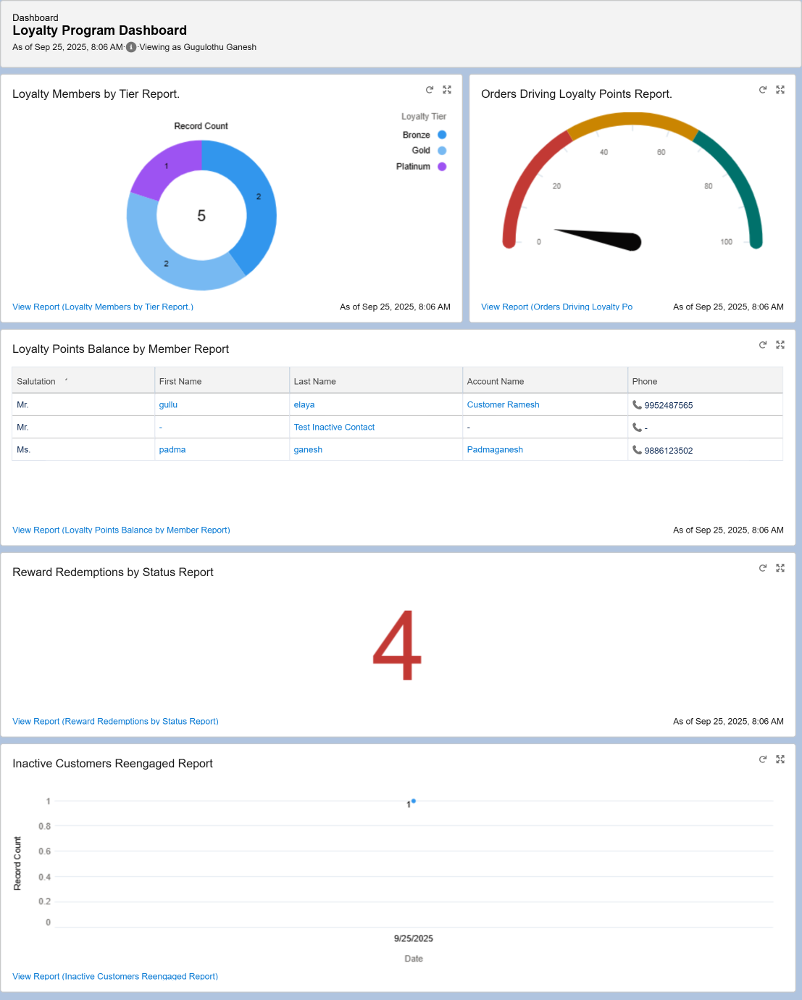 Dashboard
Loyalty Program Dashboard
As of Sep 25, 2025, 8:06 AM·Viewing as Gugulothu Ganesh
Loyalty Members by Tier Report.
Record Count
Loyalty Tier
Bronze
Gold
Platinum
1
2
5
2
View Report (Loyalty Members by Tier Report.)
As of Sep 25, 2025, 8:06 AM
Orders Driving Loyalty Points Report.
0
20
40
60
80
100
View Report (Orders Driving Loyalty Po
As of Sep 25, 2025, 8:06 AM
Loyalty Points Balance by Member Report
Salutation First Name Last Name Account Name Phone
Mr. gullu elaya Customer Ramesh 9952487565
Mr. - Test Inactive Contact - -
Ms. padma ganesh Padmaganesh 9886123502
View Report (Loyalty Points Balance by Member Report)
As of Sep 25, 2025, 8:06 AM
Reward Redemptions by Status Report
4
View Report (Reward Redemptions by Status Report)
As of Sep 25, 2025, 8:06 AM
Inactive Customers Reengaged Report
Record Count
1
0.8
0.6
0.4
0.2
0
1
9/25/2025
Date
View Report (Inactive Customers Reengaged Report)